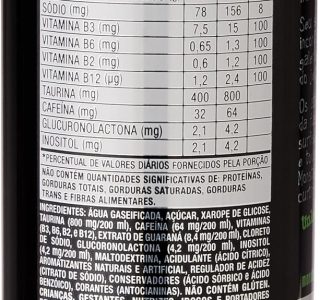 SÓDIO (mg) 78 156 8
VITAMINA B3 (mg) 7,5 15 100
VITAMINA B6 (mg) 0,65 1,3 100
VITAMINA B2 (mg) 0,6 1,2 100
VITAMINA B12 (µg) 1,2 2,4 100
TAURINA (mg) 400 800
CAFEÍNA (mg) 32 64
GLUCURONOLACTONA (mg) 2,1 4,2
INOSITOL (mg) 2,1 4,2
*PERCENTUAL DE VALORES DIÁRIOS FORNECIDOS PELA PORÇÃO
NÃO CONTÉM QUANTIDADES SIGNIFICATIVAS DE: PROTEÍNAS,
GORDURAS TOTAIS, GORDURAS SATURADAS, GORDURAS
TRANS E FIBRAS ALIMENTARES.
INGREDIENTES: ÁGUA GASEIFICADA, AÇÚCAR, XAROPE DE GLICOSE,
TAURINA (800 mg/200 ml), CAFEÍNA (64 mg/200 ml), VITAMINAS
(B3, B6, B2, e B12), EXTRATO DE GUARANÁ (8,4 mg/200 ml), CLORETO
DE SÓDIO, GLUCURONOLACTONA (4,2 mg/200 ml), INOSITOL
(4,2 mg/200 ml), MALTODEXTRINA, ACIDULANTE (ÁCIDO CÍTRICO),
AROMATIZANTES NATURAL E ARTIFICIAL, REGULADOR DE ACIDEZ
(CITRATO DE SÓDIO), CONSERVADORES (ÁCIDO SÓRBICO e ÁCIDO
BENZOICO), CORANTES (ANTOCIANINAS). NÃO CONTÉM GLÚTEN.
CRIANÇAS, GESTANTES, NUTRIZES, IDOSOS E PORTADORES